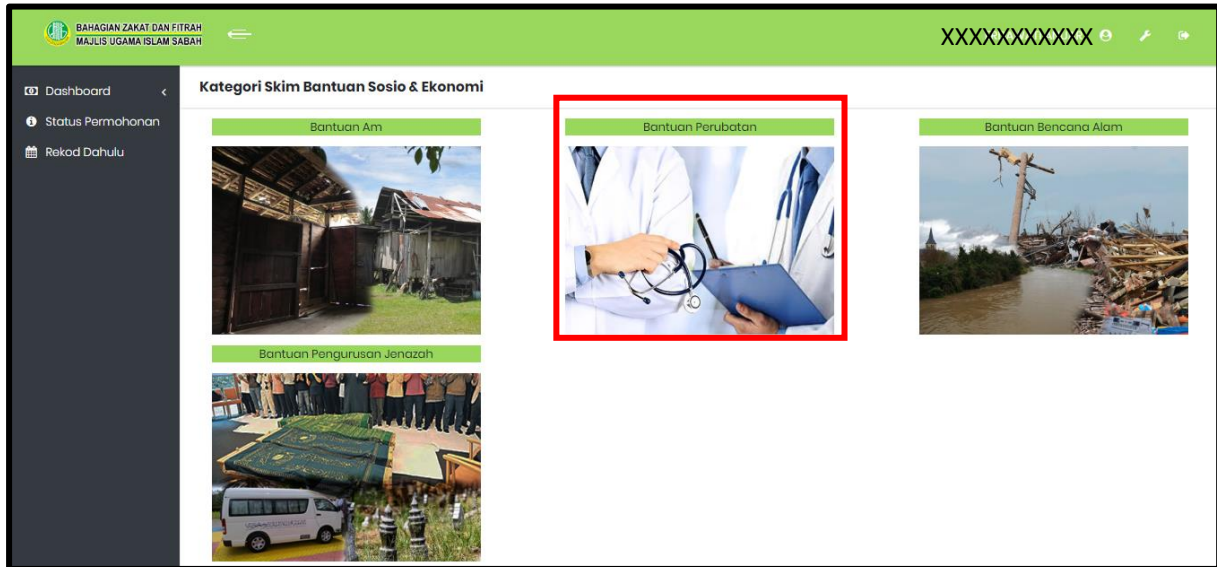 BAHAGIAN ZAKAT DAN FITRAH
MAJLIS UGAMA ISLAM SABAH
XXXXXXXXXXX
Dashboard
Status Permohonan
Rekod Dahulu
Kategori Skim Bantuan Sosio & Ekonomi
Bantuan Am
Bantuan Perubatan
Bantuan Bencana Alam
Bantuan Pengurusan Jenazah